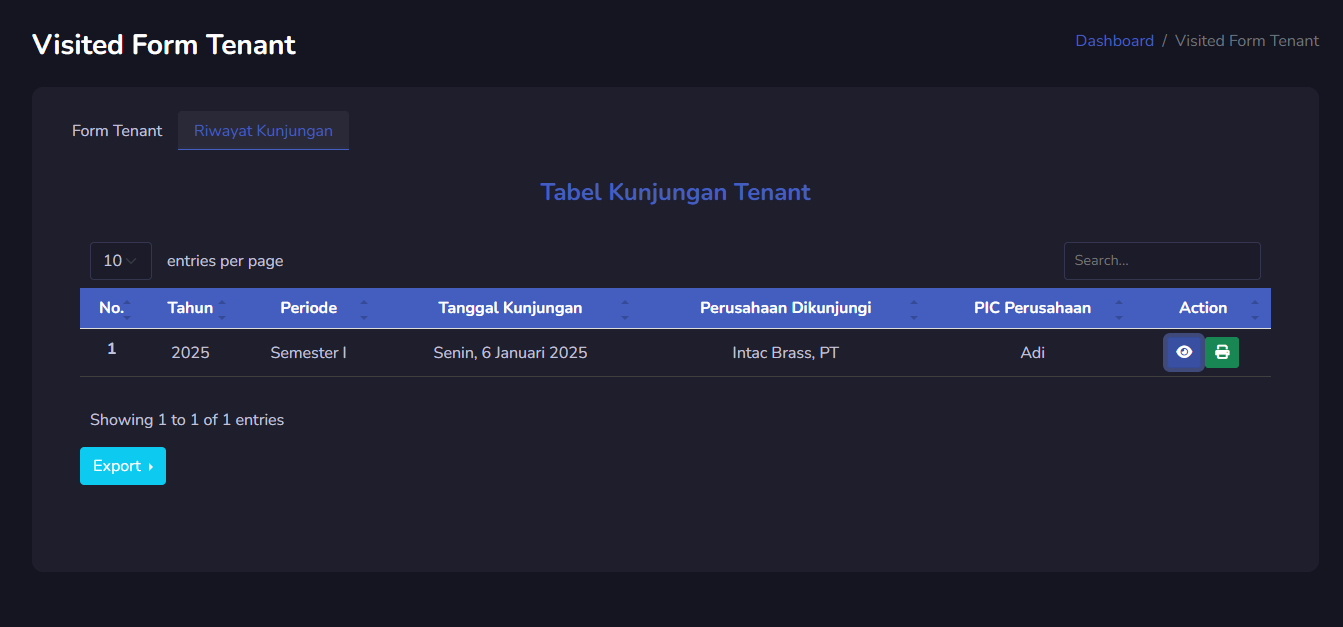 Visited Form Tenant
Dashboard / Visited Form Tenant
Form Tenant Riwayat Kunjungan
Tabel Kunjungan Tenant
10 entries per page Search...
No. Tahun Periode Tanggal Kunjungan Perusahaan Dikunjungi PIC Perusahaan Action
1 2025 Semester I Senin, 6 Januari 2025 Intac Brass, PT Adi
Showing 1 to 1 of 1 entries
Export